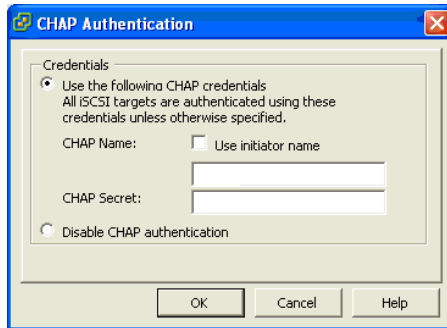 CHAP Authentication
Credentials
Use the following CHAP credentials
All iSCSI targets are authenticated using these
credentials unless otherwise specified.
CHAP Name:
Use initiator name
CHAP Secret:
Disable CHAP authentication
OK
Cancel
Help